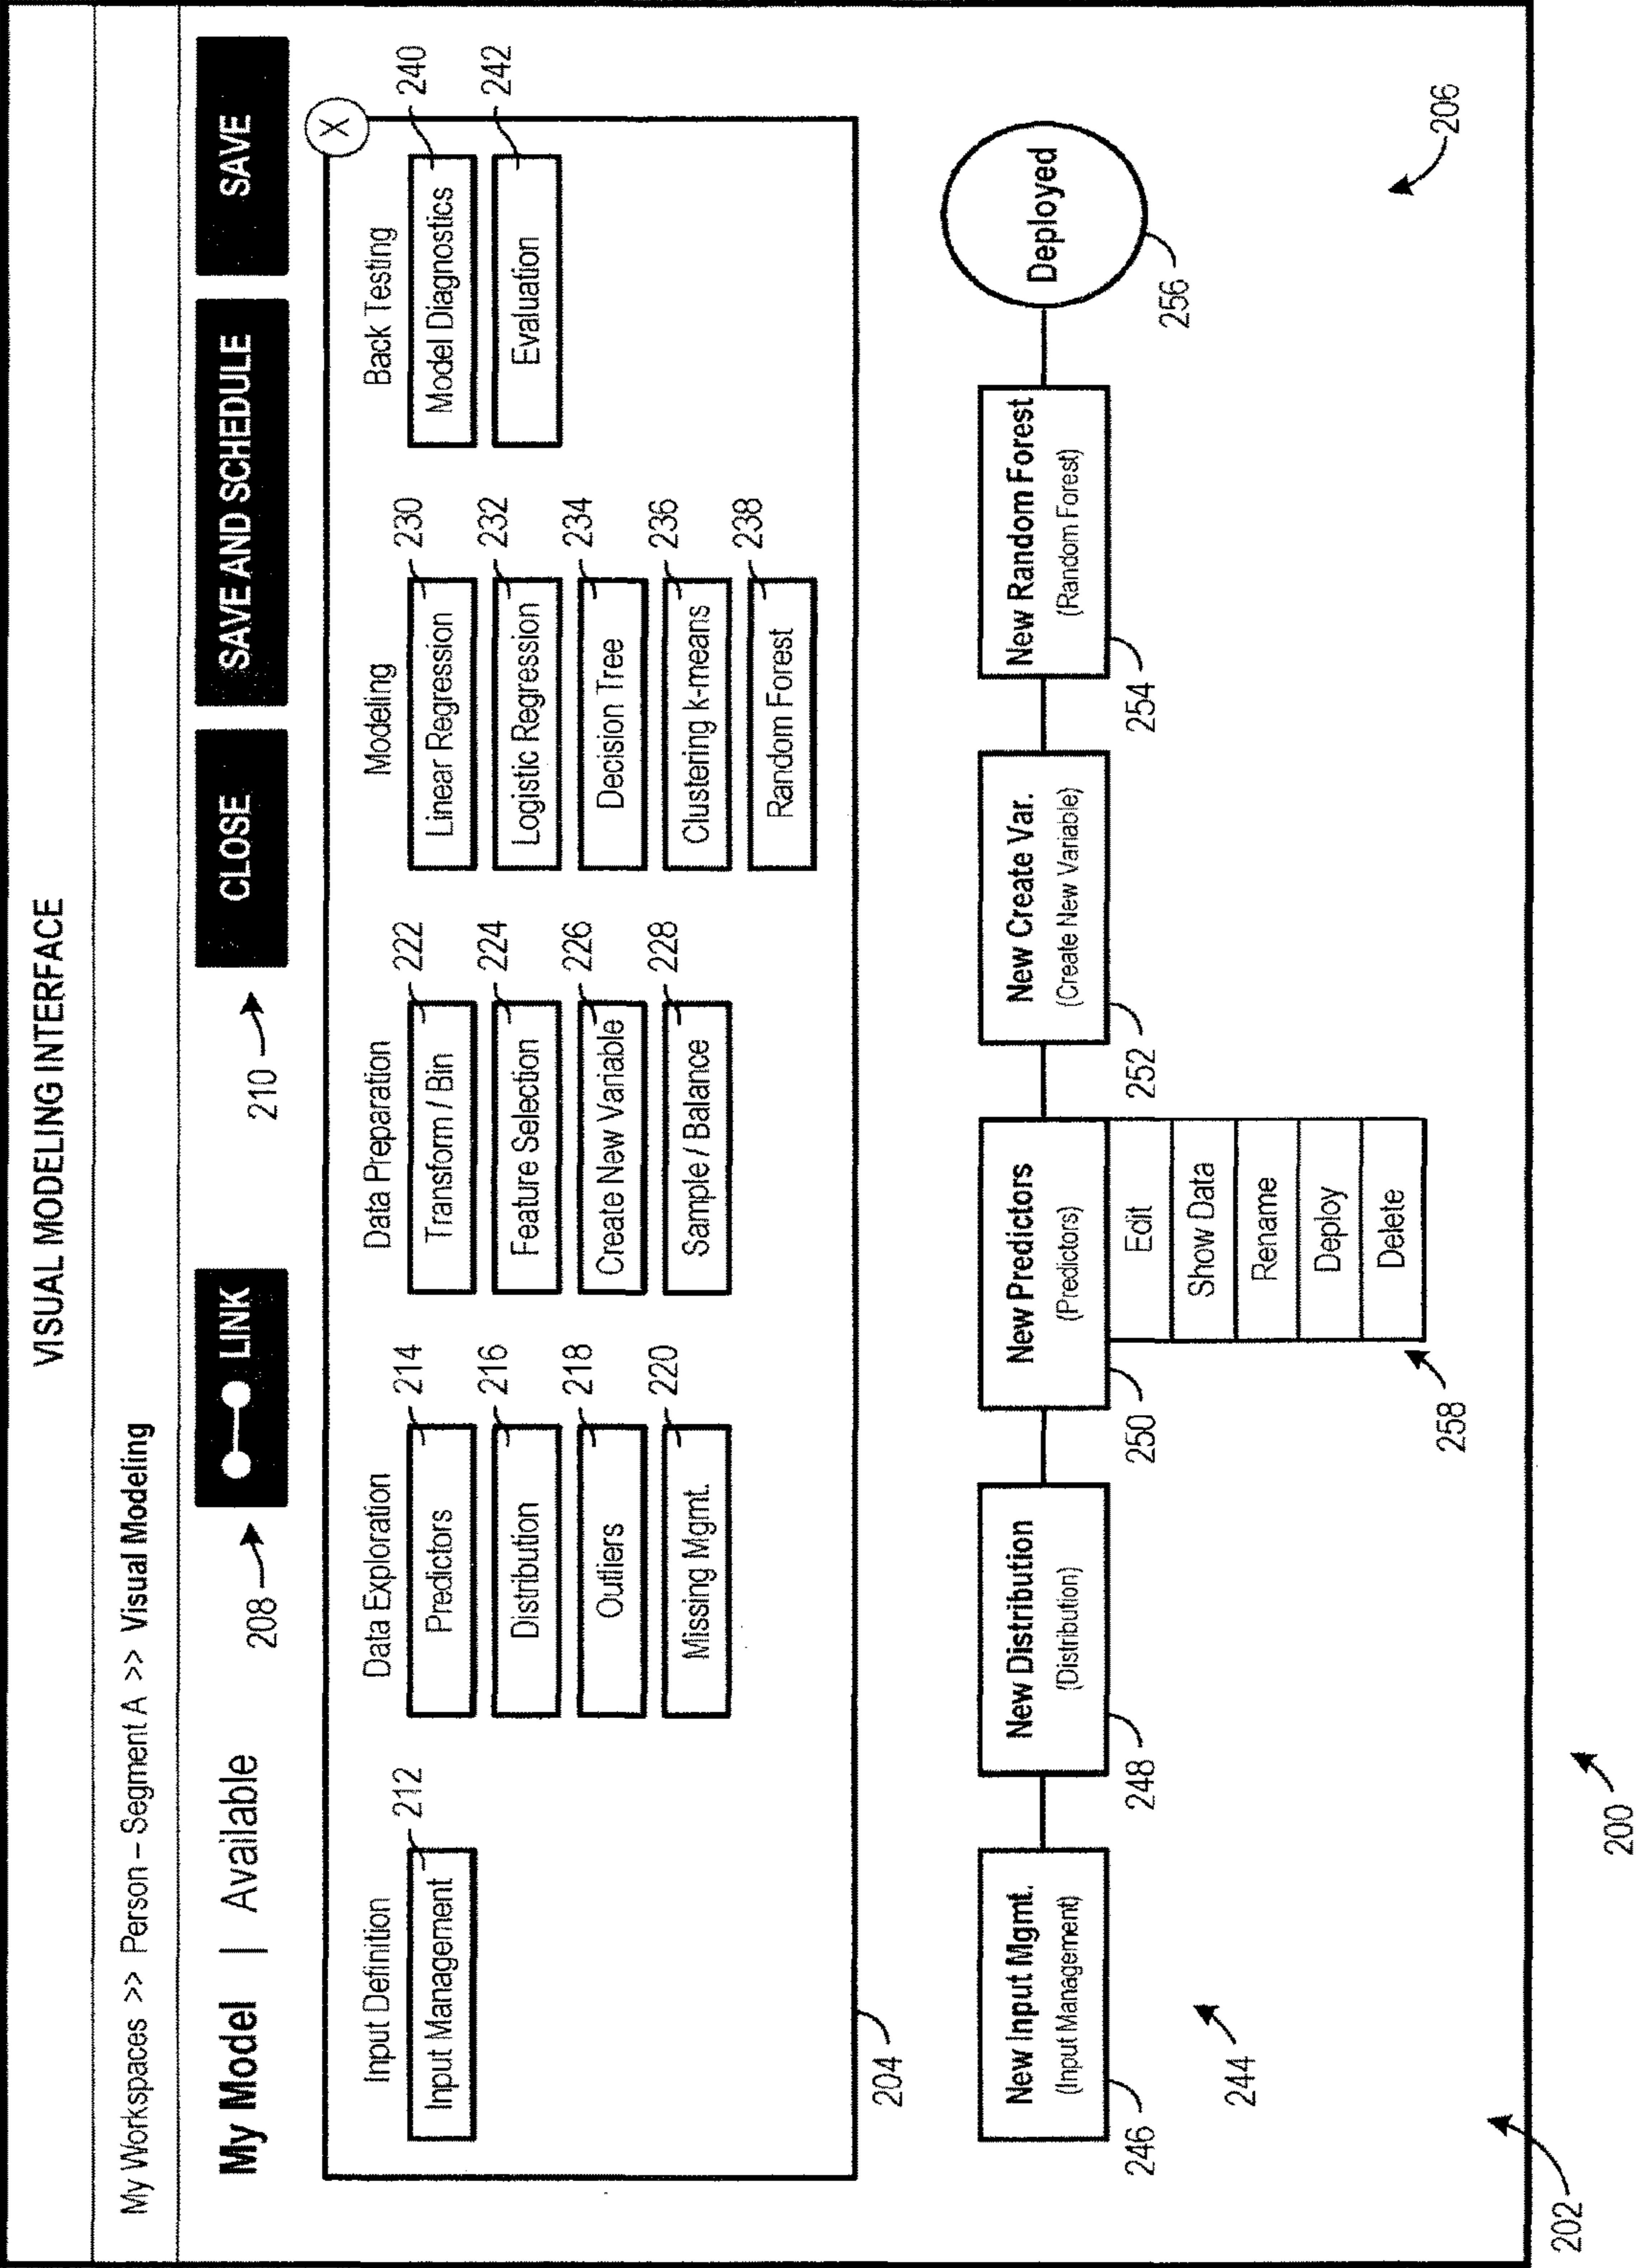 VISUAL MODELING INTERFACE
My Workspaces >> Person – Segment A >> Visual Modeling
My Model | Available
208
LINK
210
CLOSE
SAVE AND SCHEDULE
SAVE
X
Input Definition
Input Management
212
Data Exploration
Predictors
214
Distribution
216
Outliers
218
Missing Mgmt.
220
Data Preparation
Transform / Bin
222
Feature Selection
224
Create New Variable
226
Sample / Balance
228
Modeling
Linear Regression
230
Logistic Regression
232
Decision Tree
234
Clustering k-means
236
Random Forest
238
Back Testing
Model Diagnostics
240
Evaluation
242
204
New Input Mgmt.
(Input Management)
246
New Distribution
(Distribution)
248
New Predictors
(Predictors)
250
Edit
Show Data
Rename
Deploy
Delete
258
New Create Var.
(Create New Variable)
252
New Random Forest
(Random Forest)
254
Deployed
256
244
206
202
200